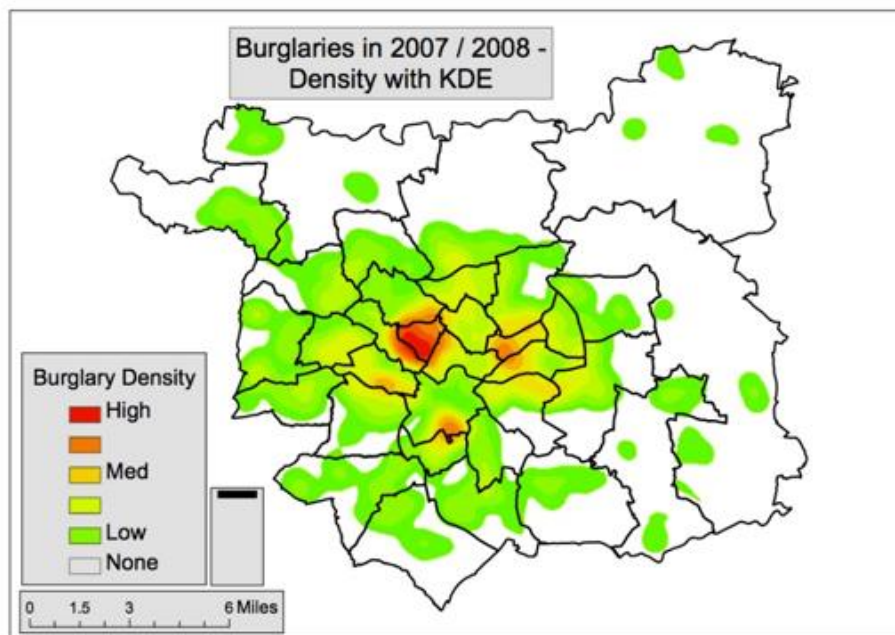 Burglaries in 2007 / 2008 -
Density with KDE
Burglary Density
High
Med
Low
None
0 1.5 3 6 Miles